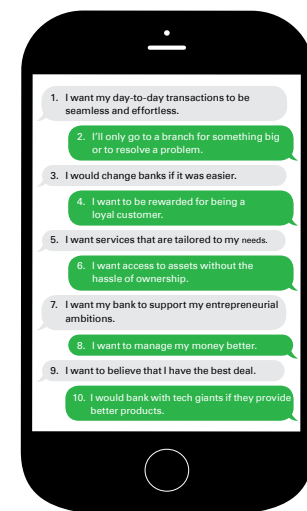 1. I want my day-to-day transactions to be
seamless and effortless.
2. I'll only go to a branch for something big
or to resolve a problem.
3. I would change banks if it was easier.
4. I want to be rewarded for being a
loyal customer.
5. I want services that are tailored to my needs.
6. I want access to assets without the
hassle of ownership.
7. I want my bank to support my entrepreneurial
ambitions.
8. I want to manage my money better.
9. I want to believe that I have the best deal.
10. I would bank with tech giants if they provide
better products.